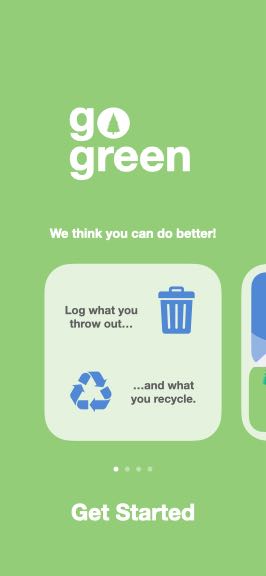 go
green
We think you can do better!
Log what you
throw out...
...and what
you recycle.
Get Started